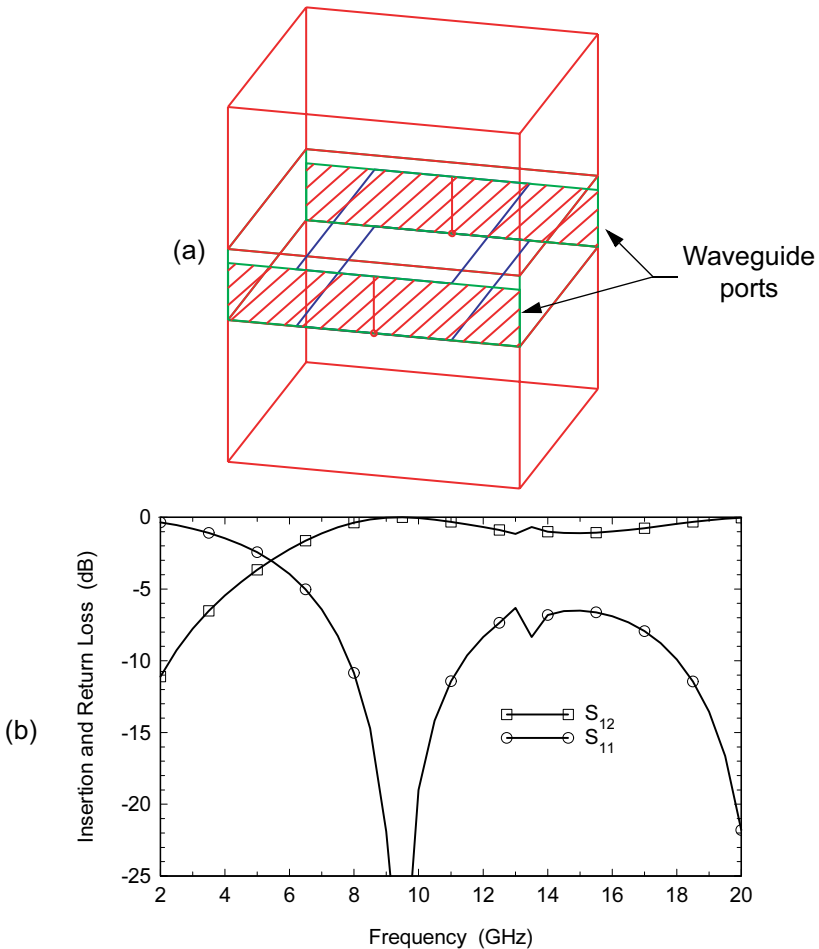 (a)
Waveguide
ports
(b)
Insertion and Return Loss (dB)
0
-5
-10
-15
-20
-25
S12
S11
2 4 6 8 10 12 14 16 18 20
Frequency (GHz)